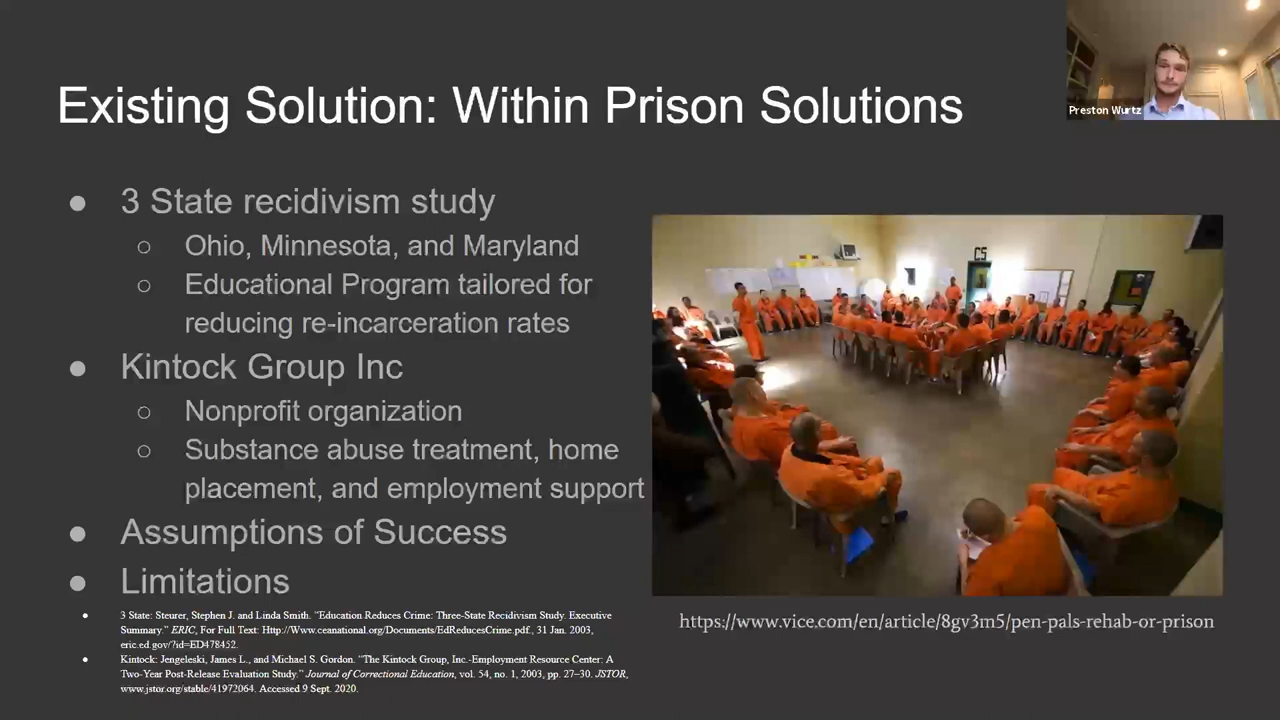 Existing Solution: Within Prison Solutions
Preston Wurtz
● 3 State recidivism study
○ Ohio, Minnesota, and Maryland
○ Educational Program tailored for
reducing re-incarceration rates
● Kintock Group Inc
○ Nonprofit organization
○ Substance abuse treatment, home
placement, and employment support
● Assumptions of Success
● Limitations
● 3 State: Steurer, Stephen J. and Linda Smith. “Education Reduces Crime: Three-State Recidivism Study. Executive
Summary.” ERIC, For Full Text: Http://Www.ceanational.org/Documents/EdReducesCrime.pdf., 31 Jan. 2003,
eric.ed.gov/?id=ED478452.
● Kintock: Jengeleski, James L., and Michael S. Gordon. “The Kintock Group, Inc.-Employment Resource Center: A
Two-Year Post-Release Evaluation Study.” Journal of Correctional Education, vol. 54, no. 1, 2003, pp. 27–30. JSTOR,
www.jstor.org/stable/41972064. Accessed 9 Sept. 2020.
C5
https://www.vice.com/en/article/8gv3m5/pen-pals-rehab-or-prison